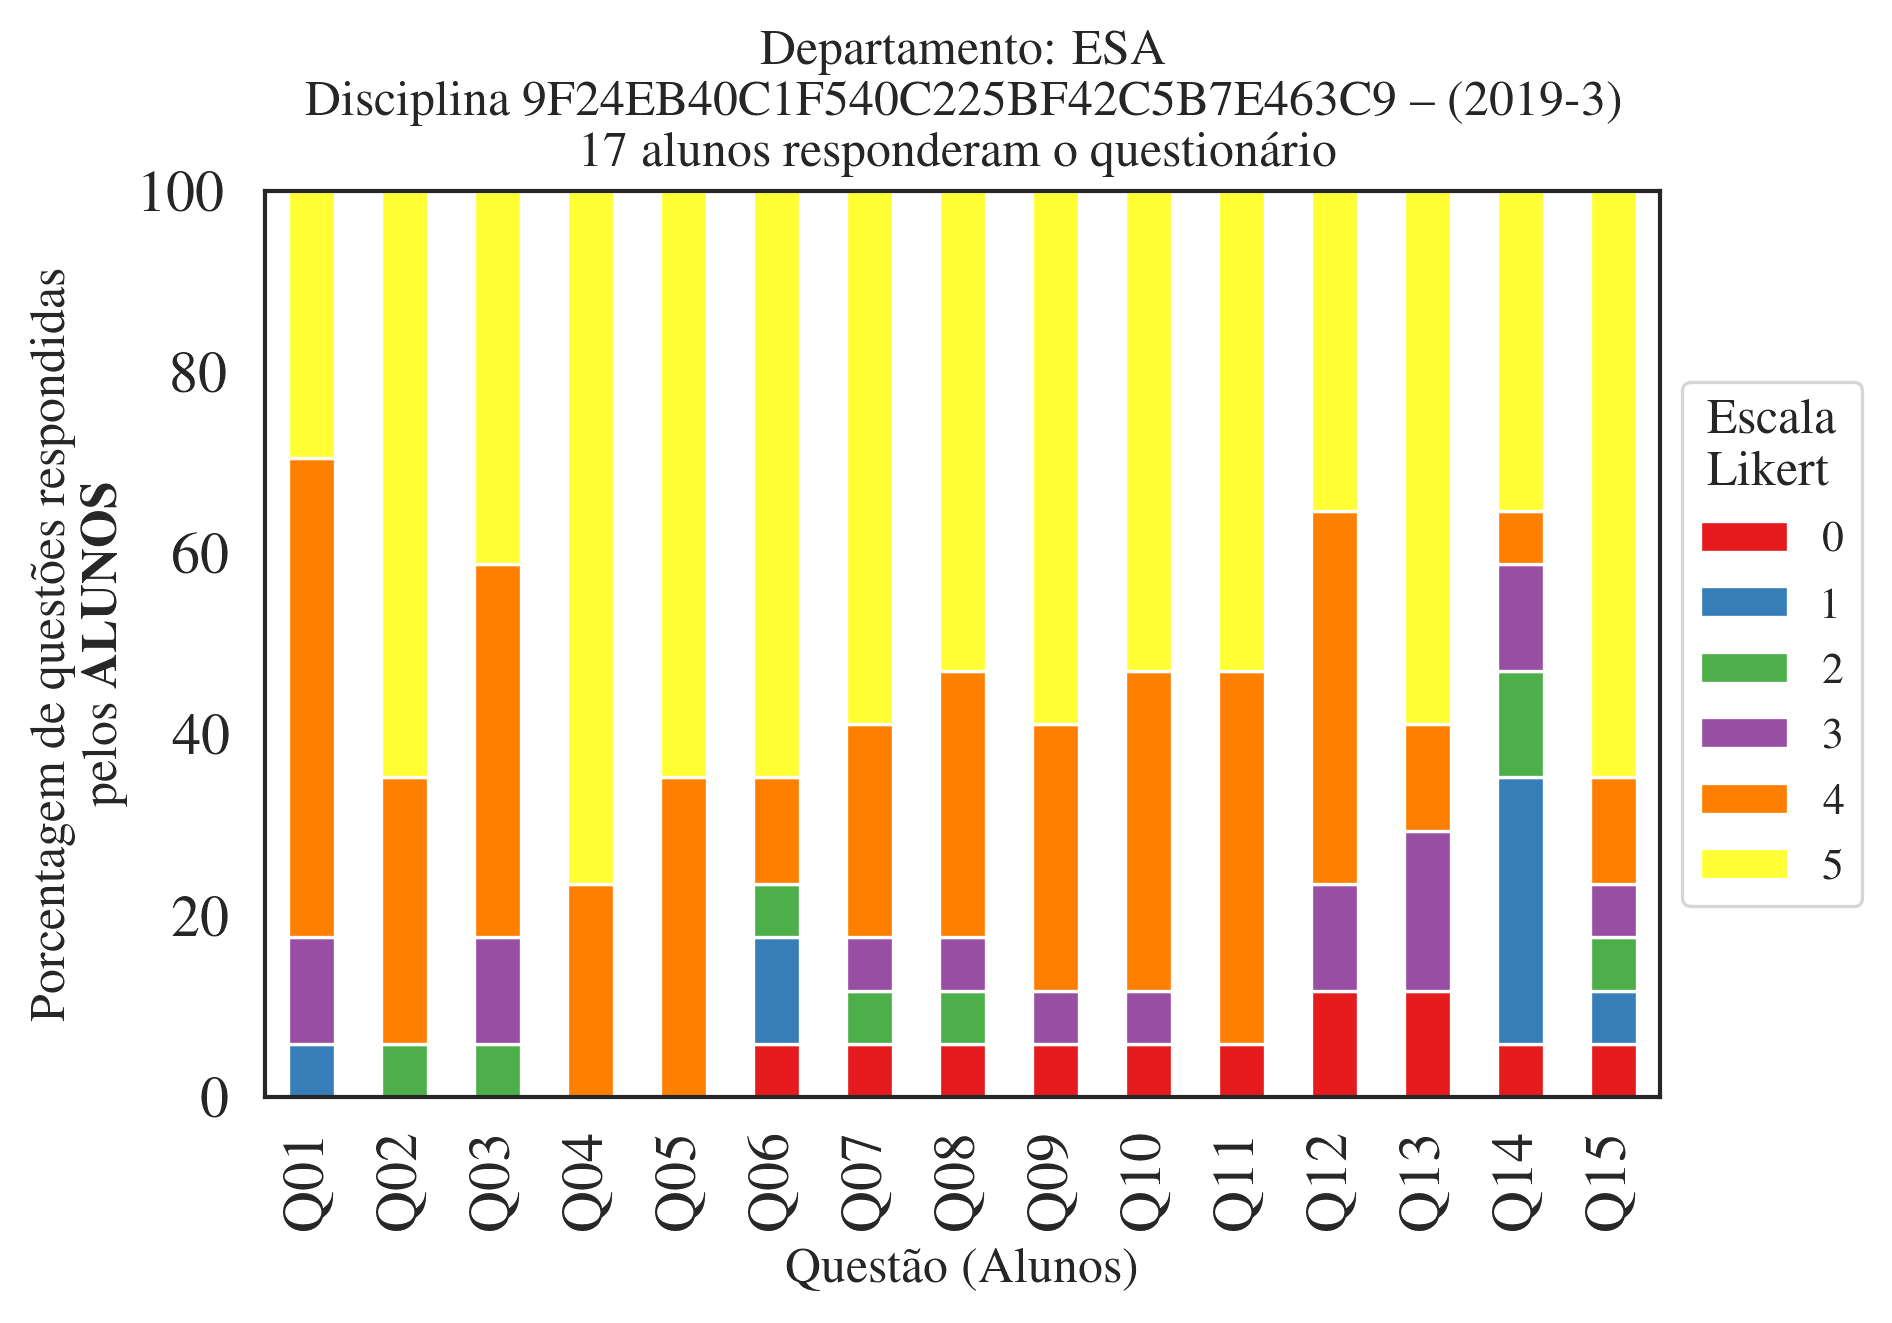 Departamento: ESA
Disciplina 9F24EB40C1F540C225BF42C5B7E463C9 – (2019-3)
17 alunos responderam o questionário
Porcentagem de questões respondidas
pelos ALUNOS
100
80
60
40
20
0
Q01
Q02
Q03
Q04
Q05
Q06
Q07
Q08
Q09
Q10
Q11
Q12
Q13
Q14
Q15
Questão (Alunos)
Escala
Likert
0
1
2
3
4
5